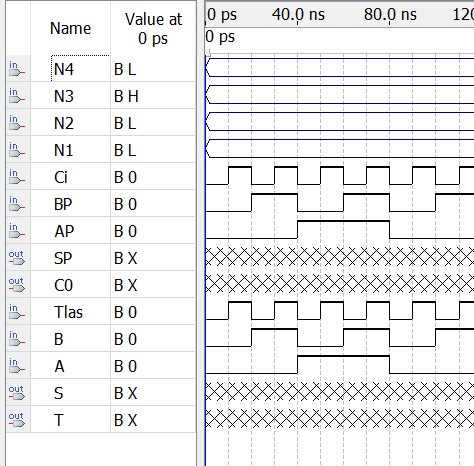 Name
Value at
0 ps
0 ps
40.0 ns
80.0 ns
120
0 ps
in
N4
B L
in
N3
B H
in
N2
B L
in
N1
B L
in
Ci
B 0
in
BP
B 0
in
AP
B 0
out
SP
B X
out
C0
B X
in
Tlas
B 0
in
B
B 0
in
A
B 0
out
S
B X
out
T
B X